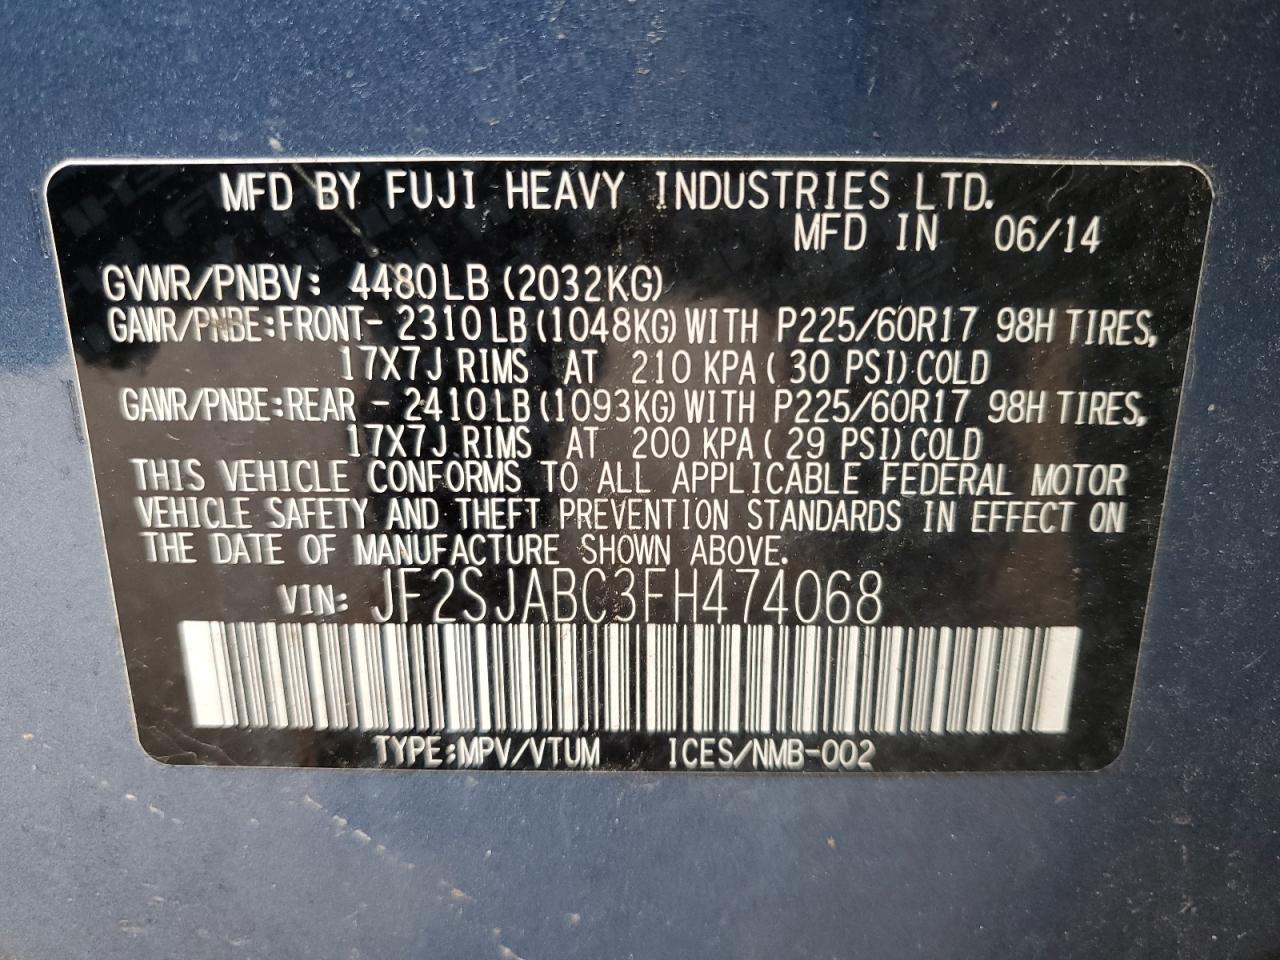 MFD BY FUJI HEAVY INDUSTRIES LTD.
MFD IN 06/14
GVWR/PNBV: 4480LB (2032KG)
GAWR/PNBE:FRONT- 2310LB(1048KG)WITH P225/60R17 98H TIRES,
17X7J RIMS AT 210 KPA( 30 PSI)COLD
GAWR/PNBE:REAR - 2410LB(1093KG)WITH P225/60R17 98H TIRES,
17X7J RIMS AT 200 KPA( 29 PSI)COLD
THIS VEHICLE CONFORMS TO ALL APPLICABLE FEDERAL MOTOR
VEHICLE SAFETY AND THEFT PREVENTION STANDARDS IN EFFECT ON
THE DATE OF MANUFACTURE SHOWN ABOVE.
VIN: JF2SJABC3FH474068
TYPE:MPV/VTUM ICES/NMB-002